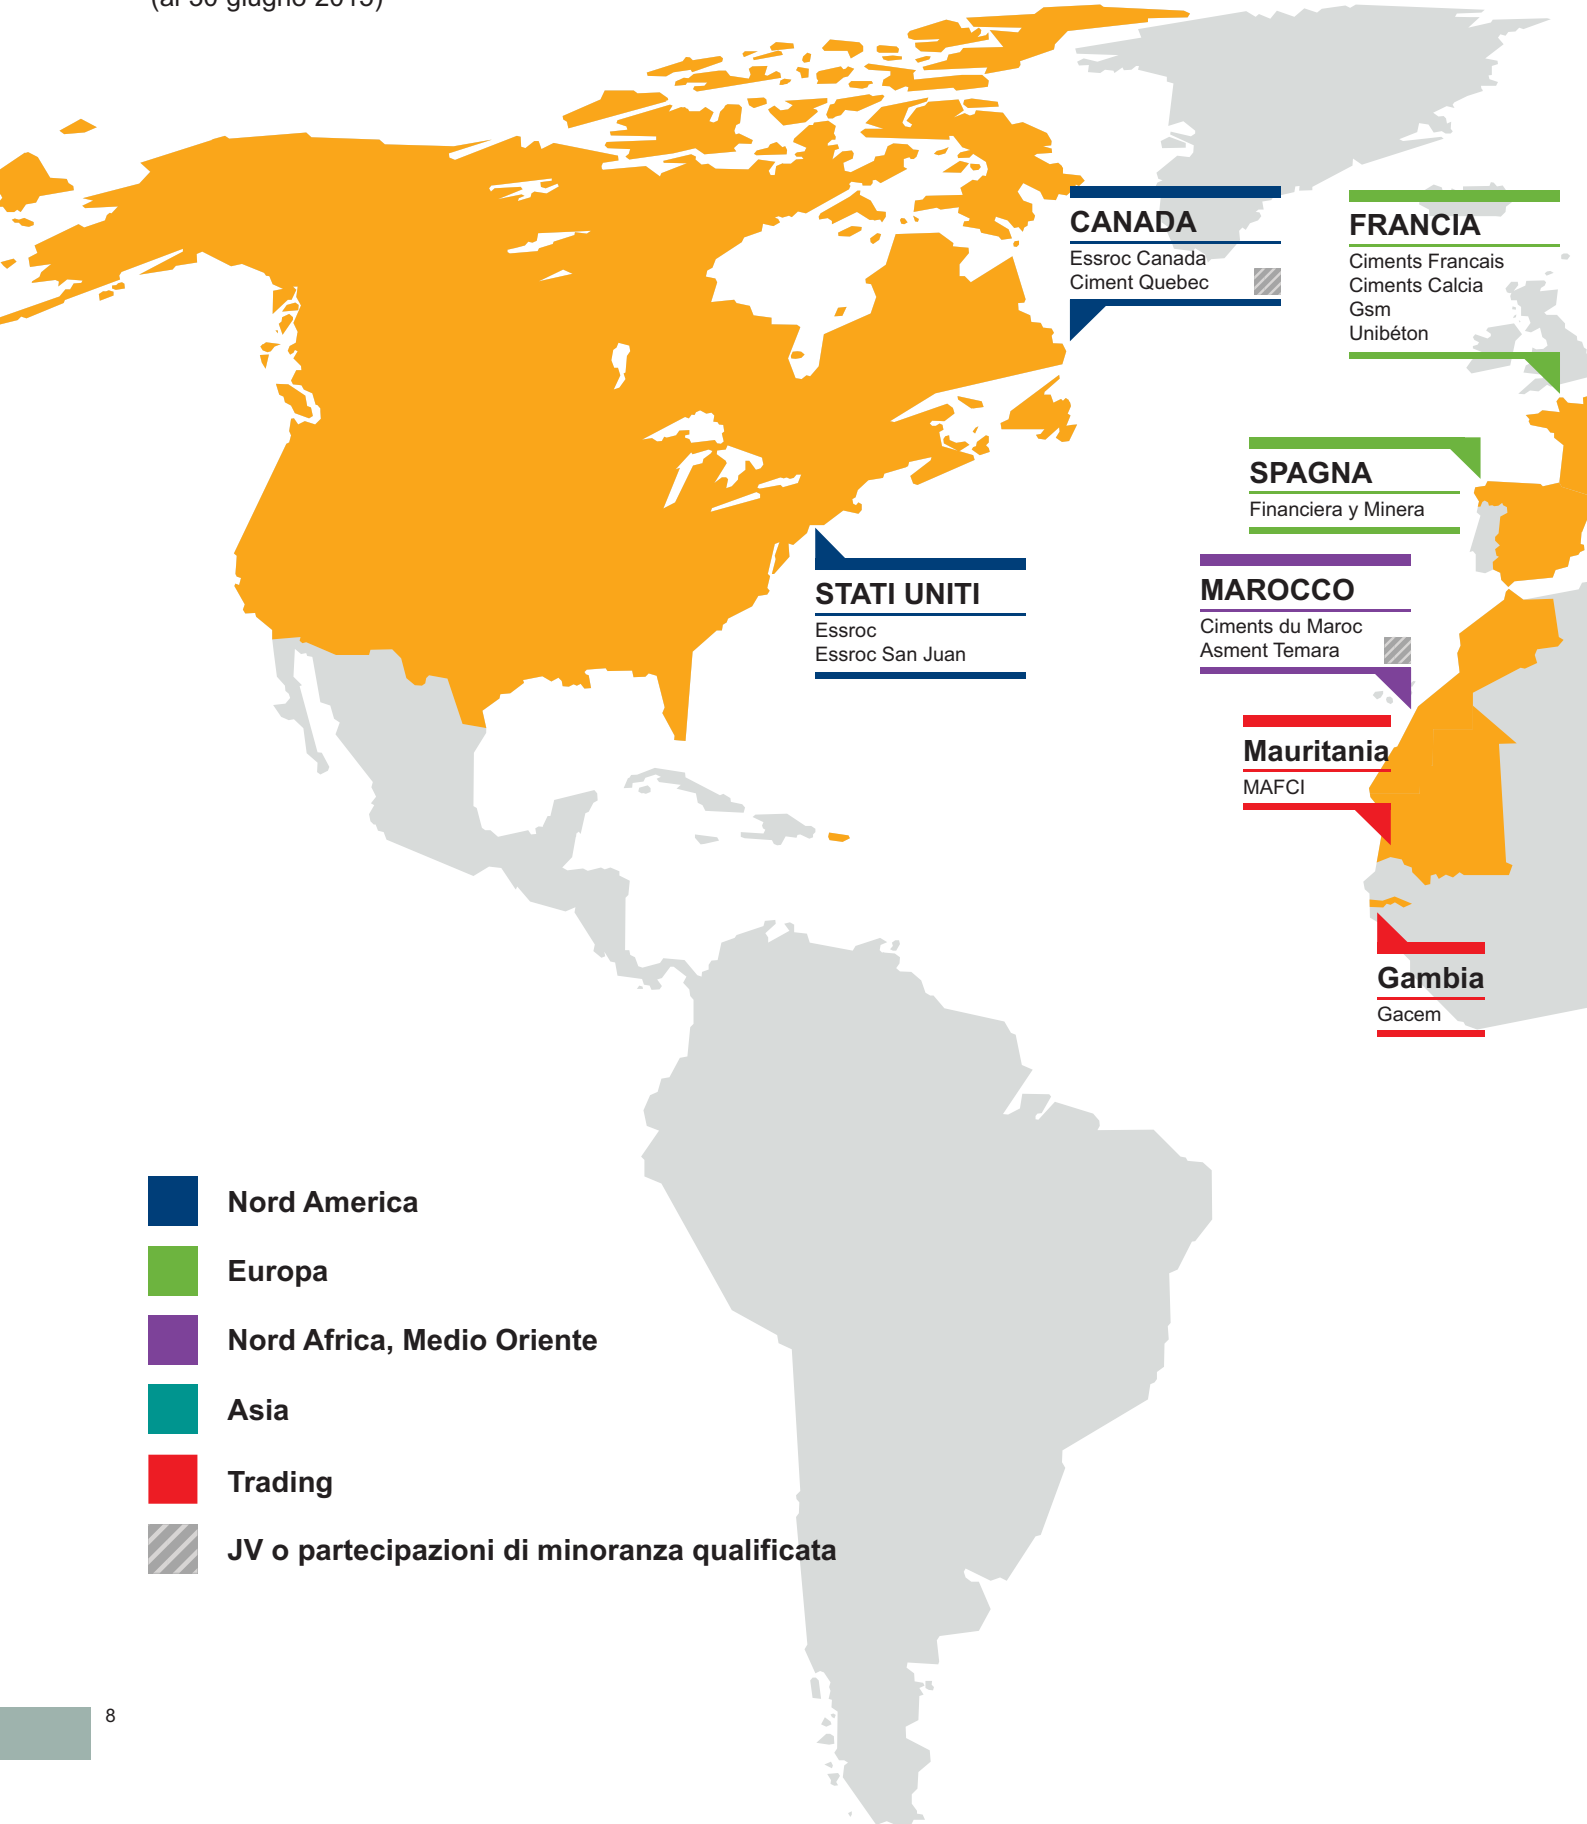 CANADA
Essroc Canada
Ciment Quebec
FRANCIA
Ciments Francais
Ciments Calcia
Gsm
Unibéton
SPAGNA
Financiera y Minera
STATI UNITI
Essroc
Essroc San Juan
MAROCCO
Ciments du Maroc
Asment Temara
Mauritania
MAFCI
Gambia
Gacem
Nord America
Europa
Nord Africa, Medio Oriente
Asia
Trading
JV o partecipazioni di minoranza qualificata
8